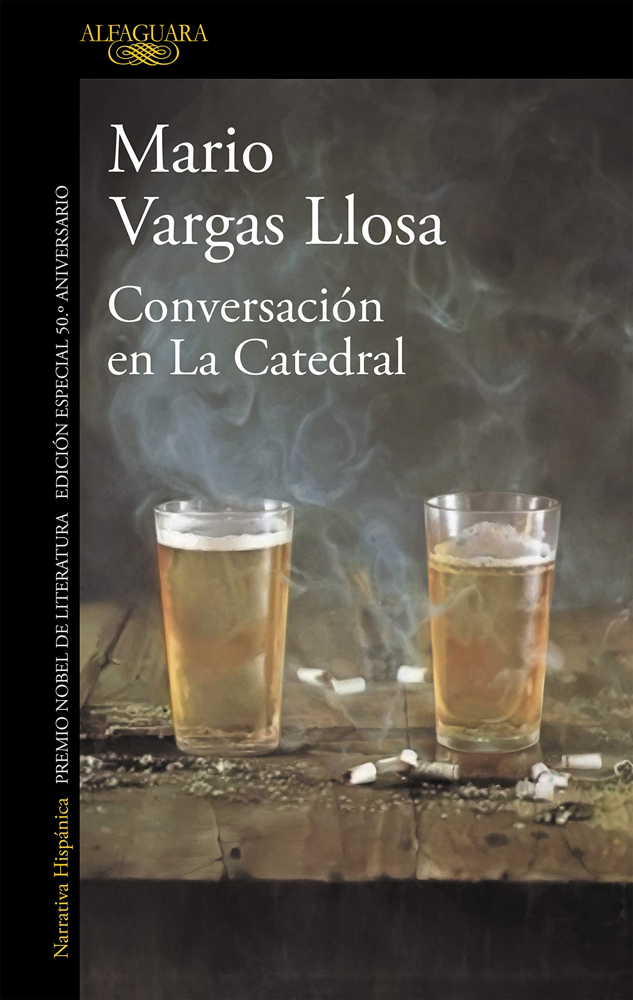 ALFAGUARA
Mario
Vargas Llosa
Conversación
en La Catedral
Narrativa Hispánica PREMIO NOBEL DE LITERATURA EDICIÓN ESPECIAL 50.º ANIVERSARIO